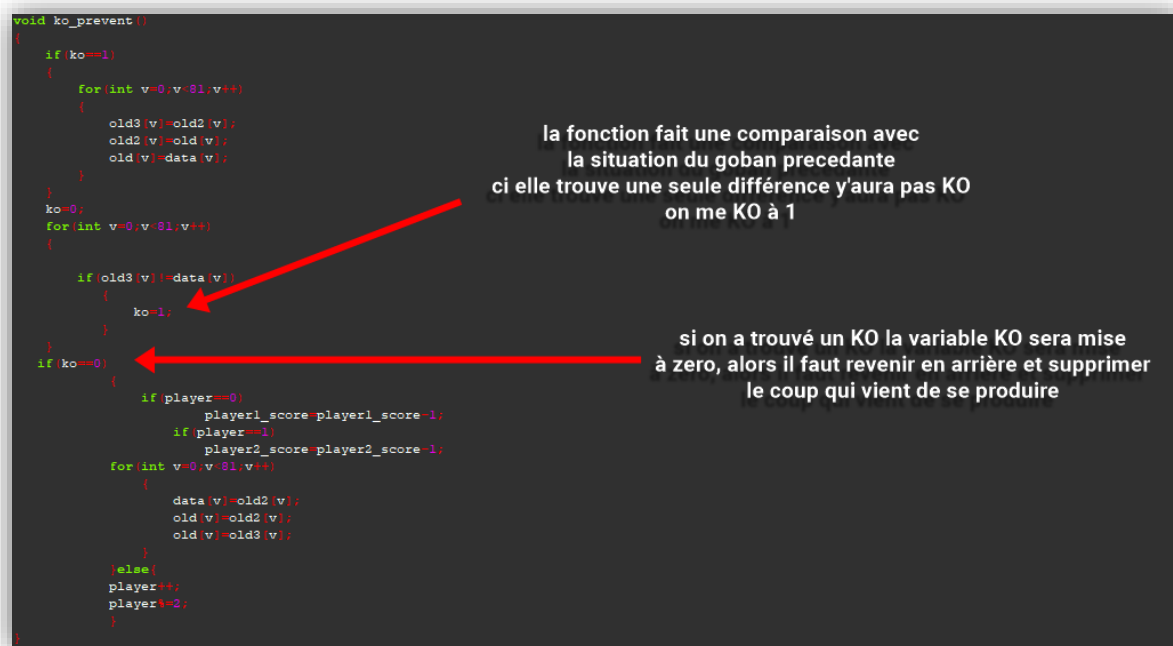 void ko_prevent()
{
if(ko==1)
{
for(int v=0;v<81;v++)
{
old3[v]=old2[v];
old2[v]=old[v];
old[v]=data[v];
}
}
ko=0;
for(int v=0;v<81;v++)
{
if(old3[v]!=data[v])
{
ko=1;
}
}
if(ko==0)
{
if(player==0)
player1_score=player1_score-1;
if(player==1)
player2_score=player2_score-1;
for(int v=0;v<81;v++)
{
data[v]=old2[v];
old[v]=old2[v];
old[v]=old3[v];
}
}else{
player++;
player%=2;
}
}
la fonction fait une comparaison avec
la situation du goban precedante
ci elle trouve une seule différence y'aura pas KO
on me KO à 1
si on a trouvé un KO la variable KO sera mise
à zero, alors il faut revenir en arrière et supprimer
le coup qui vient de se produire